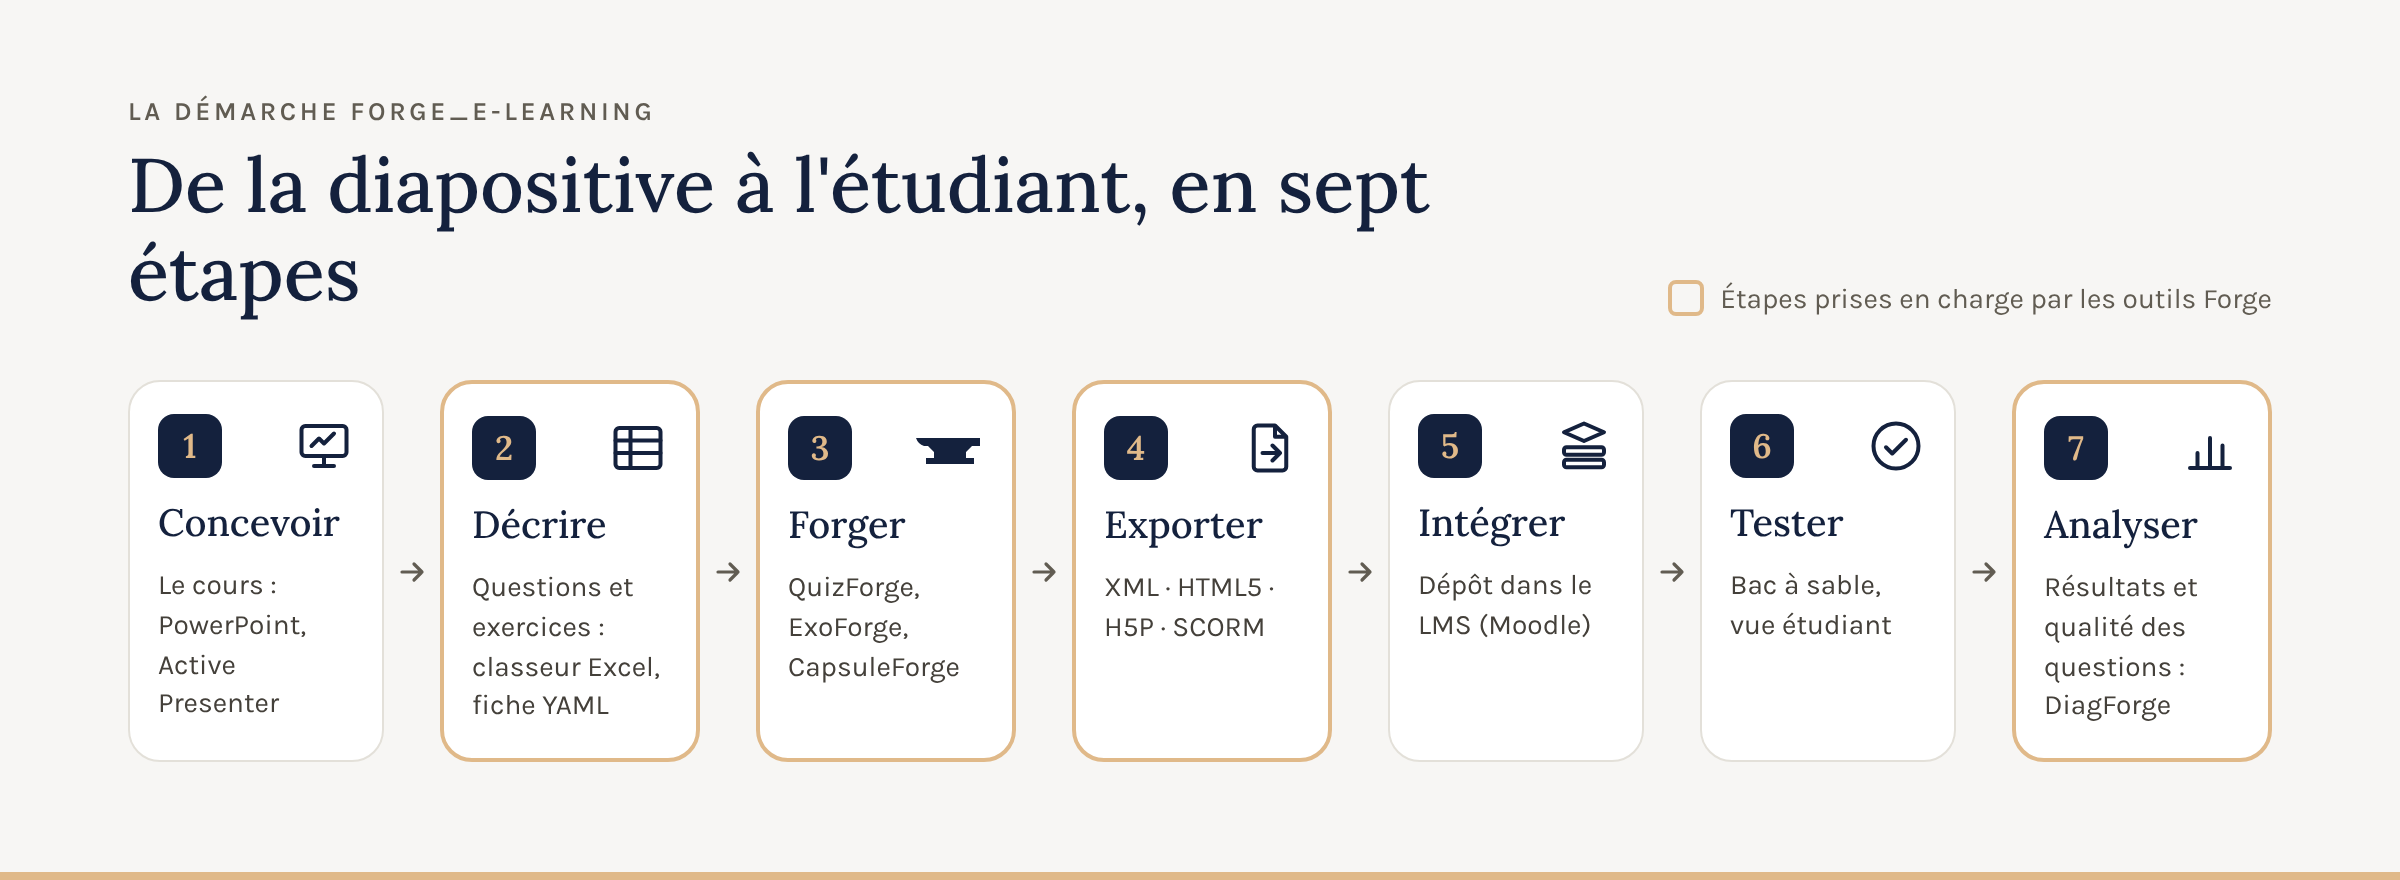 LA DÉMARCHE FORGE_E-LEARNING
De la diapositive à l'étudiant, en sept
étapes
Étapes prises en charge par les outils Forge
1
Concevoir
Le cours :
PowerPoint,
Active
Presenter
2
Décrire
Questions et
exercices :
classeur Excel,
fiche YAML
3
Forger
QuizForge,
ExoForge,
CapsuleForge
4
Exporter
XML · HTML5 ·
H5P · SCORM
5
Intégrer
Dépôt dans le
LMS (Moodle)
6
Tester
Bac à sable,
vue étudiant
7
Analyser
Résultats et
qualité des
questions :
DiagForge